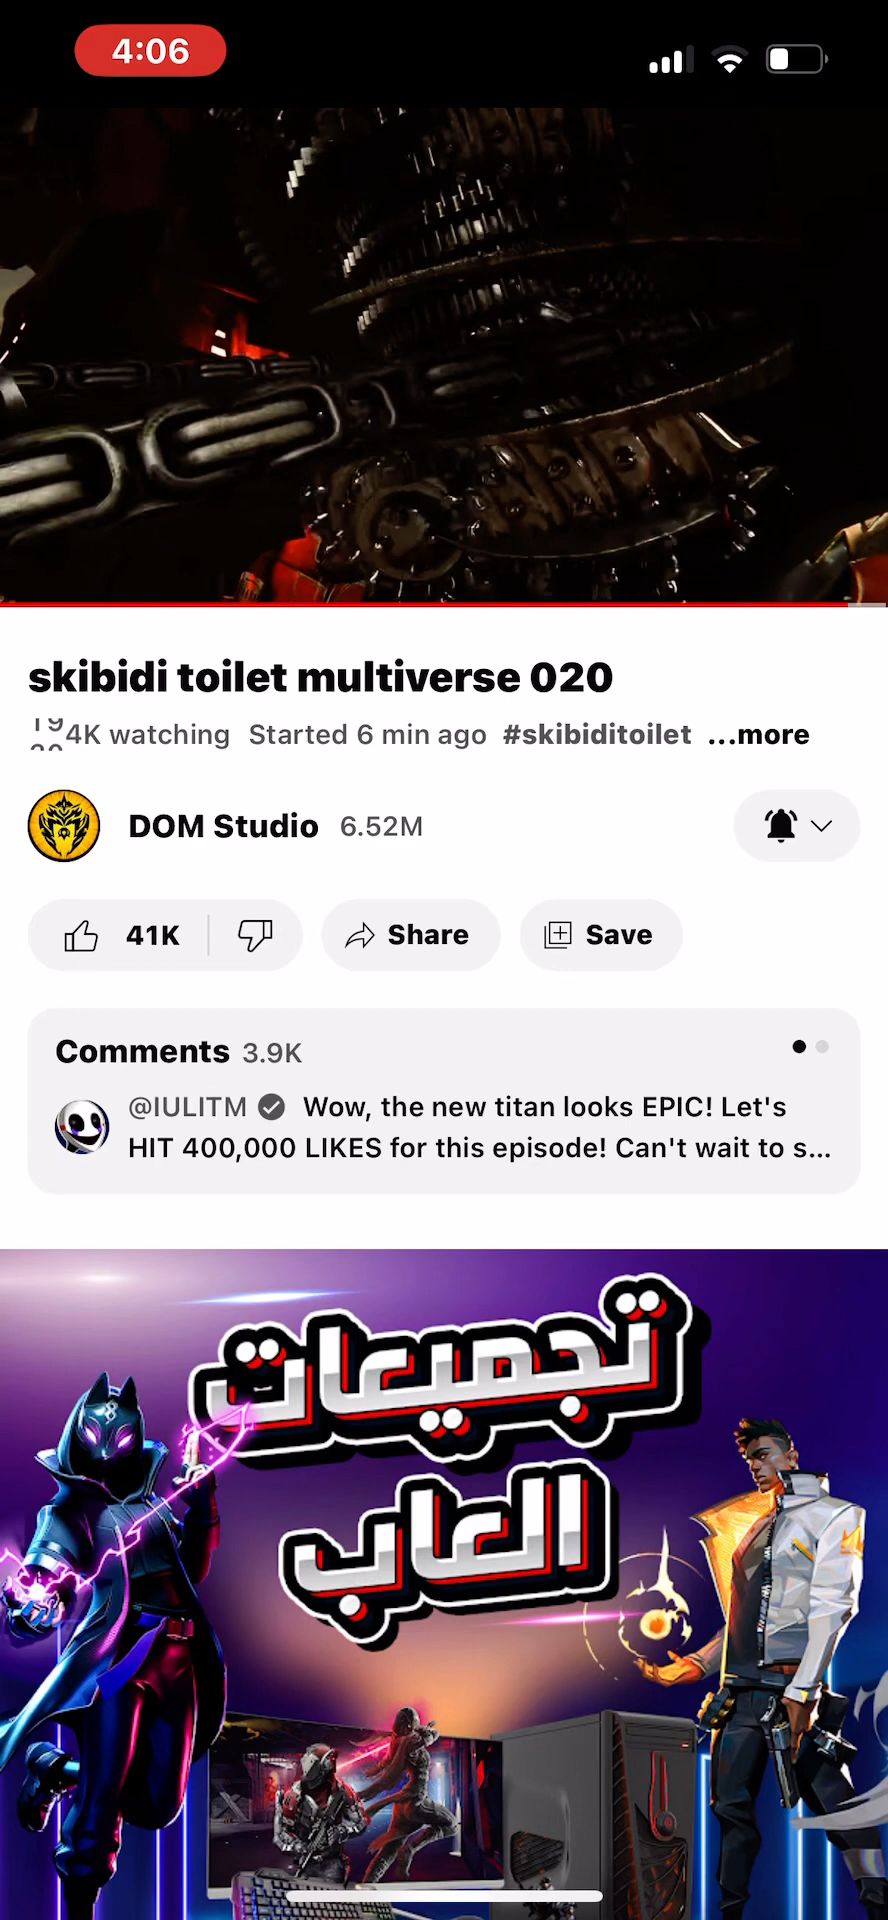 4:06
skibidi toilet multiverse 020
4K watching Started 6 min ago #skibiditoilet ...more
DOM Studio 6.52M
41K Share Save
Comments 3.9K
@IULITM Wow, the new titan looks EPIC! Let's
HIT 400,000 LIKES for this episode! Can't wait to s...
تجميعات
العاب